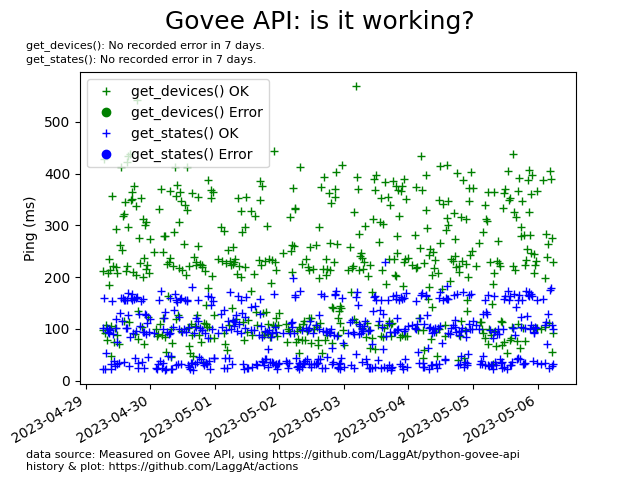 Govee API: is it working?
get_devices(): No recorded error in 7 days.
get_states(): No recorded error in 7 days.
get_devices() OK
get_devices() Error
get_states() OK
get_states() Error
Ping (ms)
500
400
300
200
100
0
2023-04-29
2023-04-30
2023-05-01
2023-05-02
2023-05-03
2023-05-04
2023-05-05
2023-05-06
data source: Measured on Govee API, using https://github.com/LaggAt/python-govee-api
history & plot: https://github.com/LaggAt/actions